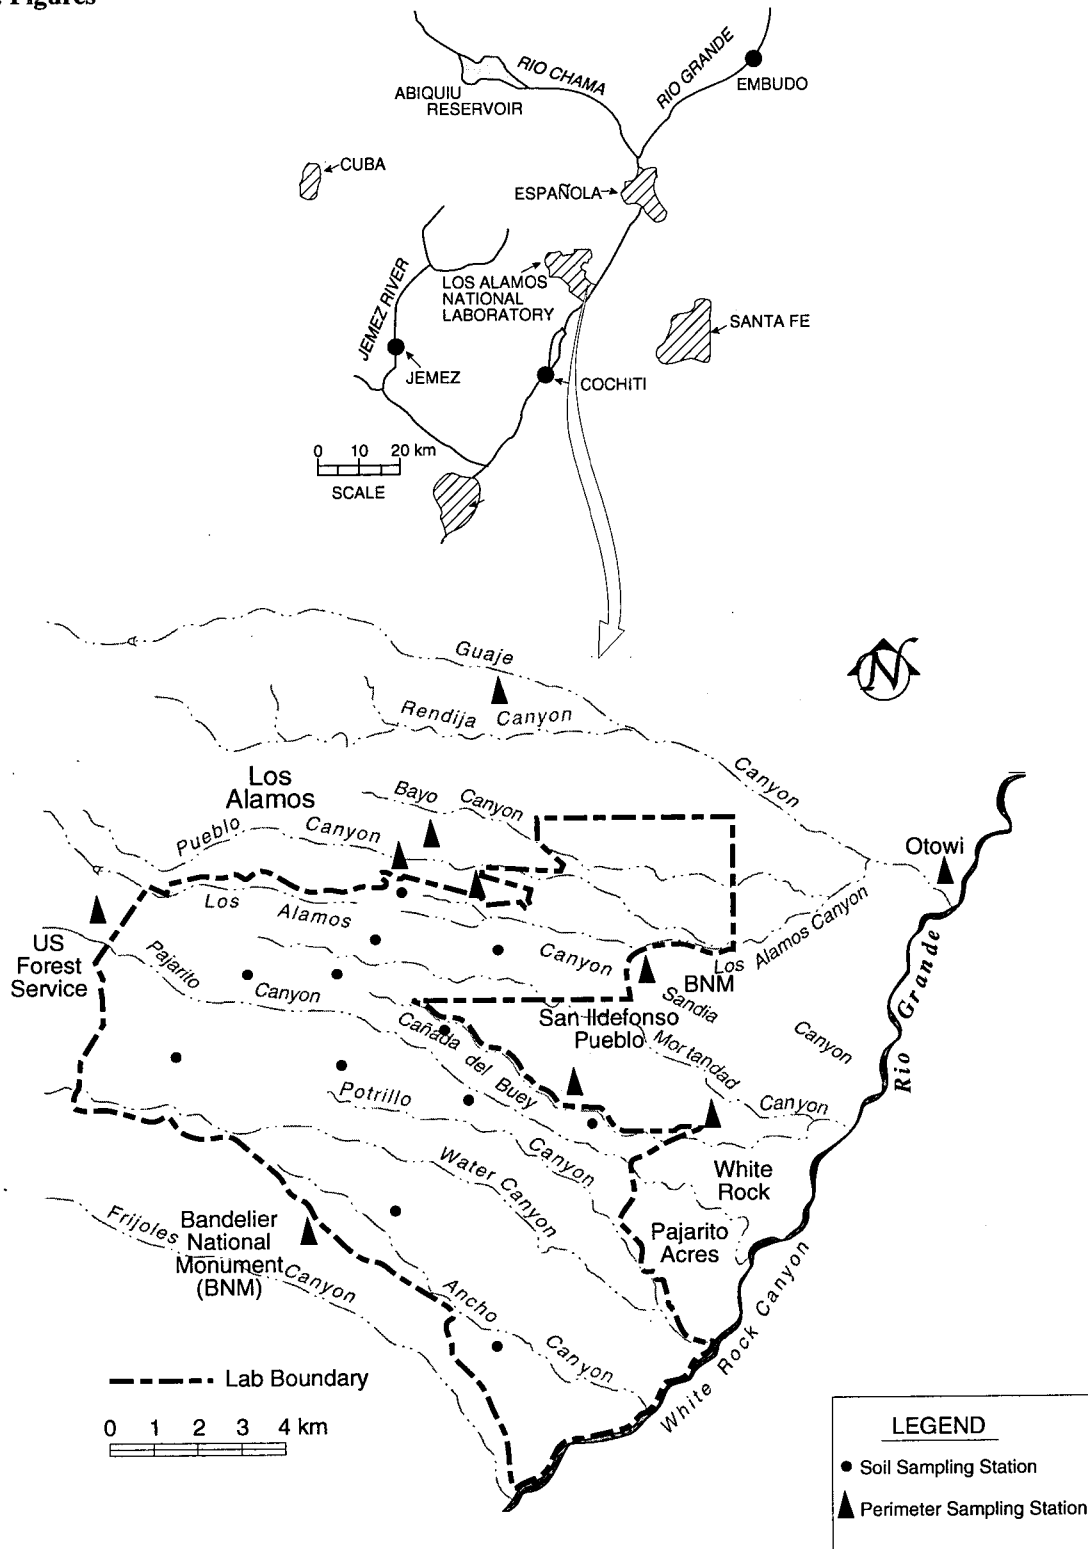 Figures
RIO CHAMA
RIO GRANDE
EMBUDO
ABIQUIU
RESERVOIR
CUBA
ESPAÑOLA
JEMEZ RIVER
LOS ALAMOS
NATIONAL
LABORATORY
SANTA FE
JEMEZ
COCHITI
0 10 20 km
SCALE
Guaje
N
Rendija Canyon
Canyon
Los
Alamos
Bayo Canyon
Pueblo Canyon
Otowi
Los Alamos Canyon
Los Alamos Canyon
US
Forest
Service
Pajarito Canyon
BNM
Sandia Canyon
Rio Grande
San Ildefonso
Pueblo
Cañada del Buey
Mortandad Canyon
Potrillo Canyon
Water Canyon
White
Rock
Pajarito
Acres
Frijoles Canyon
Bandelier
National
Monument
(BNM)
Ancho Canyon
White Rock Canyon
Lab Boundary
0 1 2 3 4 km
LEGEND
Soil Sampling Station
Perimeter Sampling Station